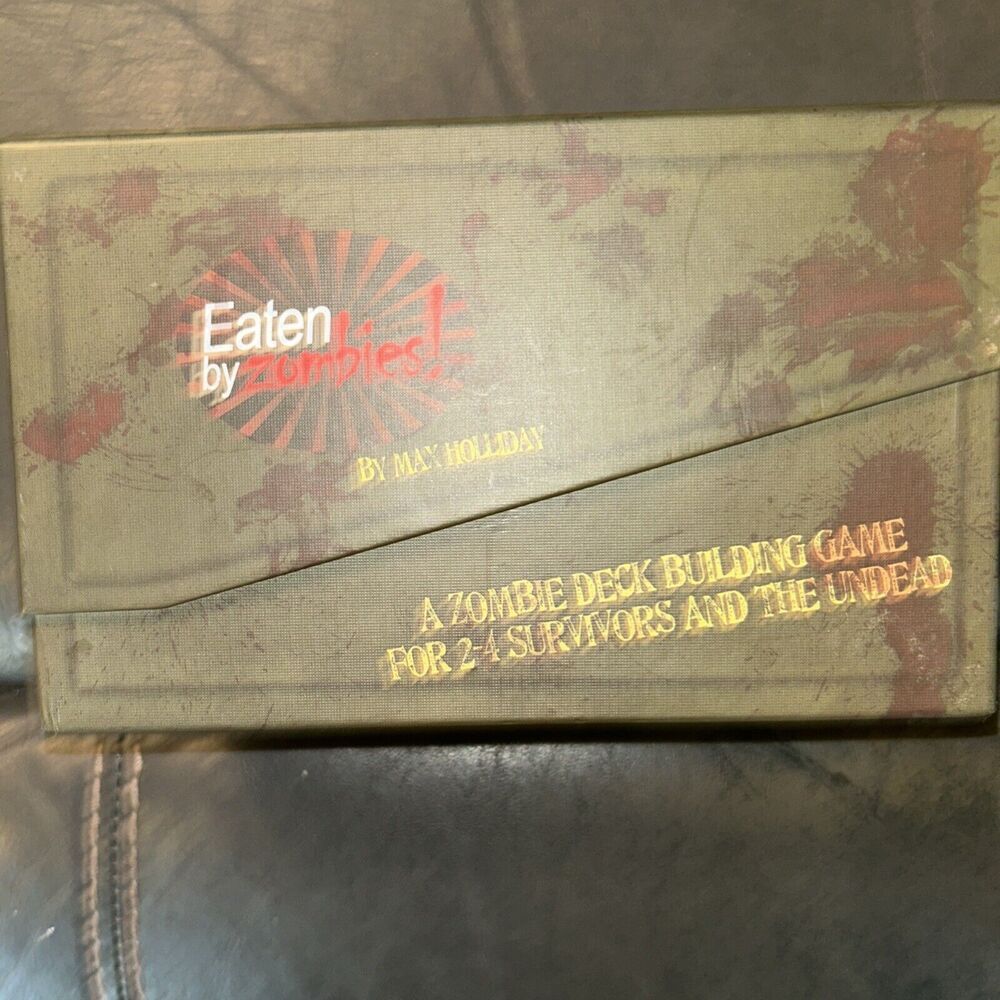 Eaten
by zombies!
BY MAX HOLLIDAY
A ZOMBIE DECK BUILDING GAME
FOR 2-4 SURVIVORS AND THE UNDEAD